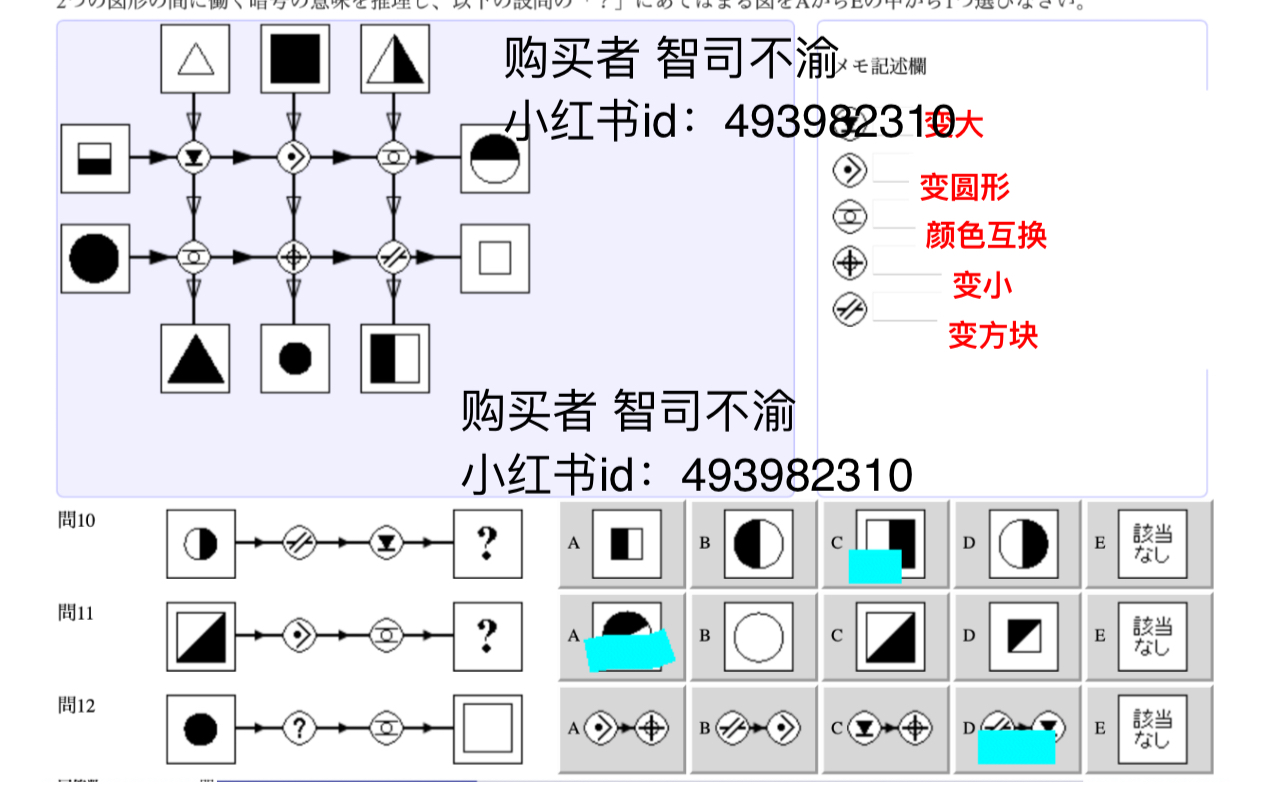 2つの図形の間に働く暗号の意味を推理し、以下の設問の「？」にあてはまる図をAからEの中から1つ選びなさい。
购买者 智司不渝
メモ記述欄
小红书id：493982310
变大
变圆形
颜色互换
变小
变方块
购买者 智司不渝
小红书id：493982310
問10
?
A
B
C
D
E
該当
なし
問11
?
A
B
C
D
E
該当
なし
問12
?
A
B
C
D
E
該当
なし